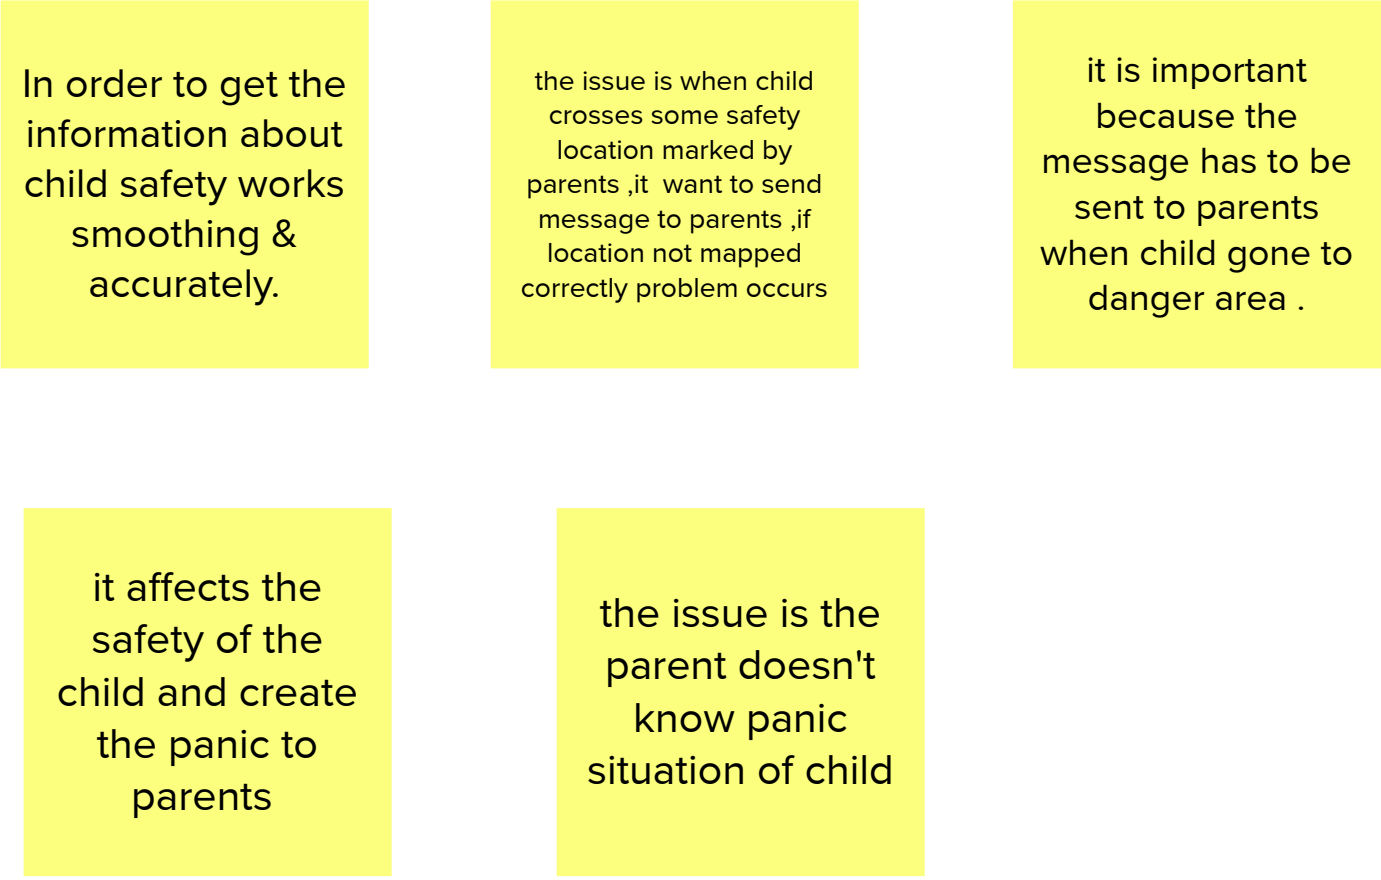 In order to get the
information about
child safety works
smoothing &
accurately.
the issue is when child
crosses some safety
location marked by
parents ,it  want to send
message to parents ,if
location not mapped
correctly problem occurs
it is important
because the
message has to be
sent to parents
when child gone to
danger area .
it affects the
safety of the
child and create
the panic to
parents
the issue is the
parent doesn't
know panic
situation of child